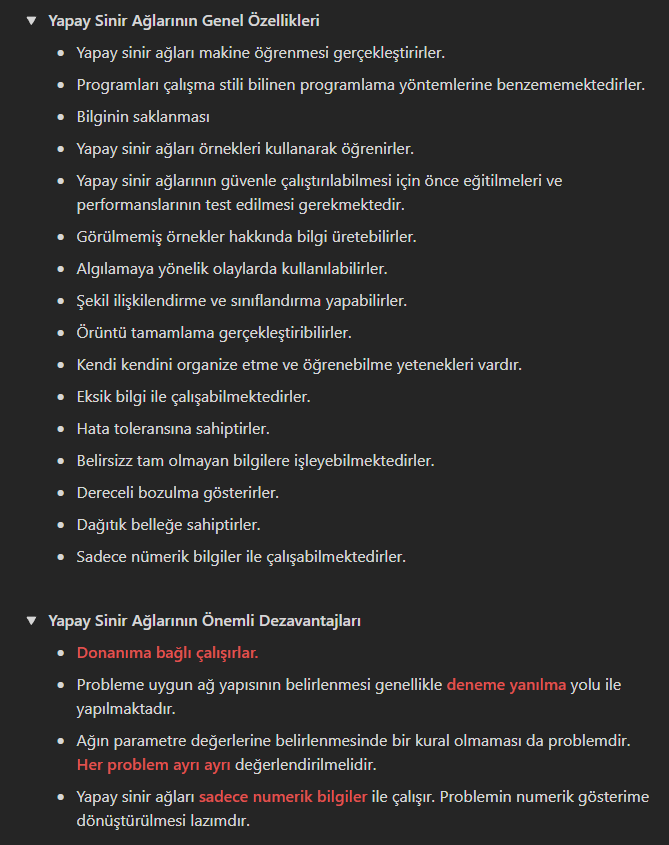 Yapay Sinir Ağlarının Genel Özellikleri
Yapay sinir ağları makine öğrenmesi gerçekleştirirler.
Programları çalışma stili bilinen programlama yöntemlerine benzememektedirler.
Bilginin saklanması
Yapay sinir ağları örnekleri kullanarak öğrenirler.
Yapay sinir ağlarının güvenle çalıştırılabilmesi için önce eğitilmeleri ve
performanslarının test edilmesi gerekmektedir.
Görülmemiş örnekler hakkında bilgi üretebilirler.
Algılamaya yönelik olaylarda kullanılabilirler.
Şekil ilişkilendirme ve sınıflandırma yapabilirler.
Örüntü tamamlama gerçekleştiribilirler.
Kendi kendini organize etme ve öğrenebilme yetenekleri vardır.
Eksik bilgi ile çalışabilmektedirler.
Hata toleransına sahiptirler.
Belirsizz tam olmayan bilgilere işleyebilmektedirler.
Dereceli bozulma gösterirler.
Dağıtık belleğe sahiptirler.
Sadece nümerik bilgiler ile çalışabilmektedirler.
Yapay Sinir Ağlarının Önemli Dezavantajları
Donanıma bağlı çalışırlar.
Probleme uygun ağ yapısının belirlenmesi genellikle deneme yanılma yolu ile
yapılmaktadır.
Ağın parametre değerlerine belirlenmesinde bir kural olmaması da problemdir.
Her problem ayrı ayrı değerlendirilmelidir.
Yapay sinir ağları sadece numerik bilgiler ile çalışır. Problemin numerik gösterime
dönüştürülmesi lazımdır.